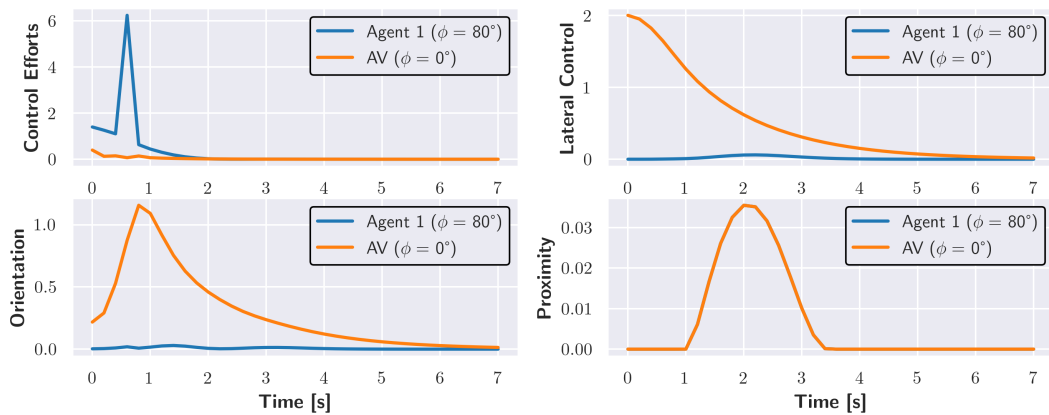 Control Efforts
6
4
2
0
0 1 2 3 4 5 6 7
Agent 1 (ϕ = 80°)
AV (ϕ = 0°)
Lateral Control
2
1
0
0 1 2 3 4 5 6 7
Agent 1 (ϕ = 80°)
AV (ϕ = 0°)
Orientation
1.0
0.5
0.0
0 1 2 3 4 5 6 7
Time [s]
Agent 1 (ϕ = 80°)
AV (ϕ = 0°)
Proximity
0.03
0.02
0.01
0.00
0 1 2 3 4 5 6 7
Time [s]
Agent 1 (ϕ = 80°)
AV (ϕ = 0°)